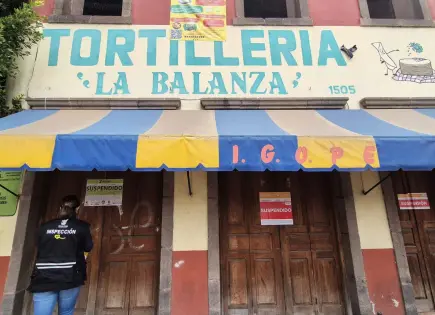 TORTILLERIA
"LA BALANZA"
1505
I.G.O.P.E
SUSPENDIDO
SUSPENDIDO
SUSPENDIDO
INSPECCIÓN